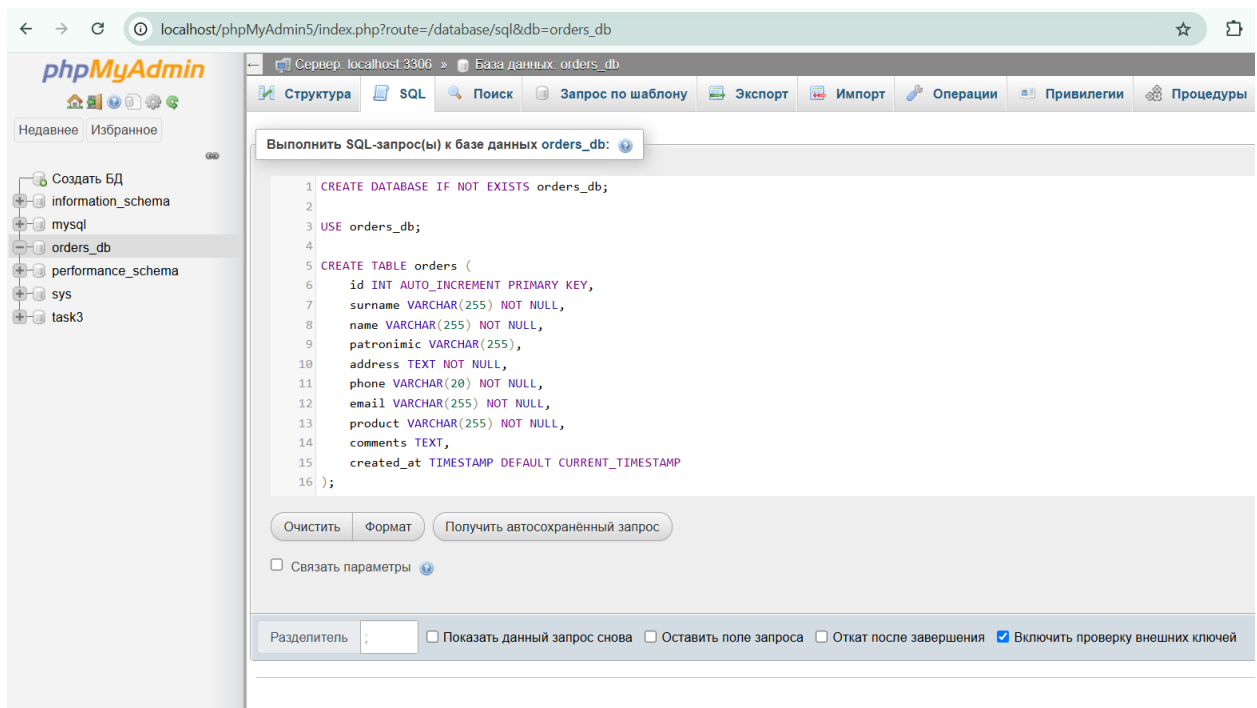 localhost/phpMyAdmin5/index.php?route=/database/sql&db=orders_db
phpMyAdmin
Недавнее Избранное
Создать БД
information_schema
mysql
orders_db
performance_schema
sys
task3
Сервер: localhost:3306 » База данных: orders_db
Структура SQL Поиск Запрос по шаблону Экспорт Импорт Операции Привилегии Процедуры
Выполнить SQL-запрос(ы) к базе данных orders_db:
1 CREATE DATABASE IF NOT EXISTS orders_db;
2
3 USE orders_db;
4
5 CREATE TABLE orders (
6 id INT AUTO_INCREMENT PRIMARY KEY,
7 surname VARCHAR(255) NOT NULL,
8 name VARCHAR(255) NOT NULL,
9 patronimic VARCHAR(255),
10 address TEXT NOT NULL,
11 phone VARCHAR(20) NOT NULL,
12 email VARCHAR(255) NOT NULL,
13 product VARCHAR(255) NOT NULL,
14 comments TEXT,
15 created_at TIMESTAMP DEFAULT CURRENT_TIMESTAMP
16 );
Очистить Формат Получить автосохранённый запрос
Связать параметры
Разделитель ; Показать данный запрос снова Оставить поле запроса Откат после завершения Включить проверку внешних ключей